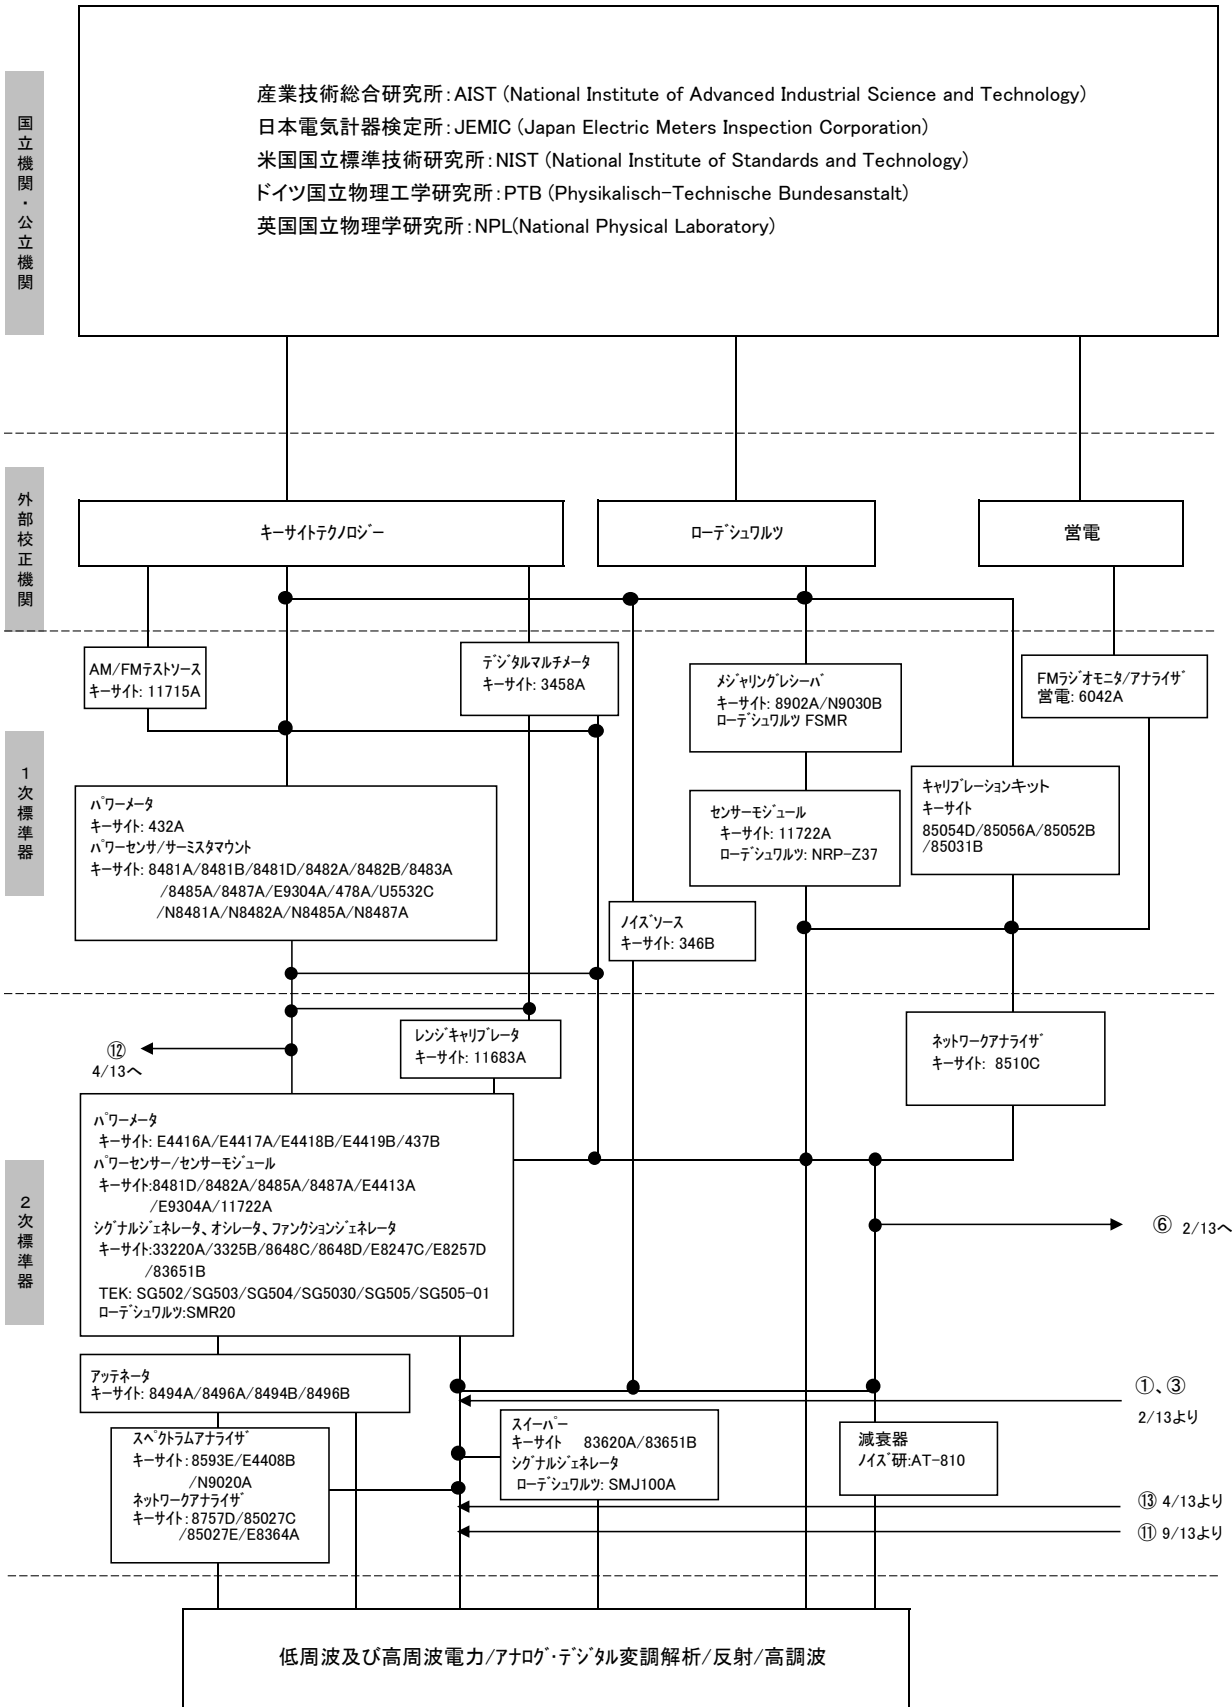 国立機関・公立機関
産業技術総合研究所：AIST (National Institute of Advanced Industrial Science and Technology)
日本電気計器検定所：JEMIC (Japan Electric Meters Inspection Corporation)
米国国立標準技術研究所：NIST (National Institute of Standards and Technology)
ドイツ国立物理工学研究所：PTB (Physikalisch-Technische Bundesanstalt)
英国国立物理学研究所：NPL(National Physical Laboratory)
外部校正機関
キーサイトテクノロジー
ローデシュワルツ
営電
1次標準器
AM/FMテストソース
キーサイト: 11715A
デジタルマルチメータ
キーサイト: 3458A
メジャリングレシーバ
キーサイト: 8902A/N9030B
ローデシュワルツ FSMR
FMラジオモニタ/アナライザ
営電: 6042A
パワーメータ
キーサイト: 432A
パワーセンサ/サーミスタマウント
キーサイト: 8481A/8481B/8481D/8482A/8482B/8483A
/8485A/8487A/E9304A/478A/U5532C
/N8481A/N8482A/N8485A/N8487A
センサーモジュール
キーサイト: 11722A
ローデシュワルツ: NRP-Z37
キャリブレーションキット
キーサイト
85054D/85056A/85052B
/85031B
ノイズソース
キーサイト: 346B
2次標準器
⑫
4/13へ
レンジキャリブレータ
キーサイト: 11683A
ネットワークアナライザ
キーサイト: 8510C
パワーメータ
キーサイト: E4416A/E4417A/E4418B/E4419B/437B
パワーセンサー/センサーモジュール
キーサイト:8481D/8482A/8485A/8487A/E4413A
/E9304A/11722A
シグナルジェネレータ、オシレータ、ファンクションジェネレータ
キーサイト:33220A/3325B/8648C/8648D/E8247C/E8257D
/83651B
TEK: SG502/SG503/SG504/SG5030/SG505/SG505-01
ローデシュワルツ:SMR20
⑥ 2/13へ
アッテネータ
キーサイト: 8494A/8496A/8494B/8496B
①、③
2/13より
スペクトラムアナライザ
キーサイト: 8593E/E4408B
/N9020A
ネットワークアナライザ
キーサイト: 8757D/85027C
/85027E/E8364A
スイーパー
キーサイト 83620A/83651B
シグナルジェネレータ
ローデシュワルツ: SMJ100A
減衰器
ノイズ研:AT-810
⑬ 4/13より
⑪ 9/13より
低周波及び高周波電力/アナログ・デジタル変調解析/反射/高調波